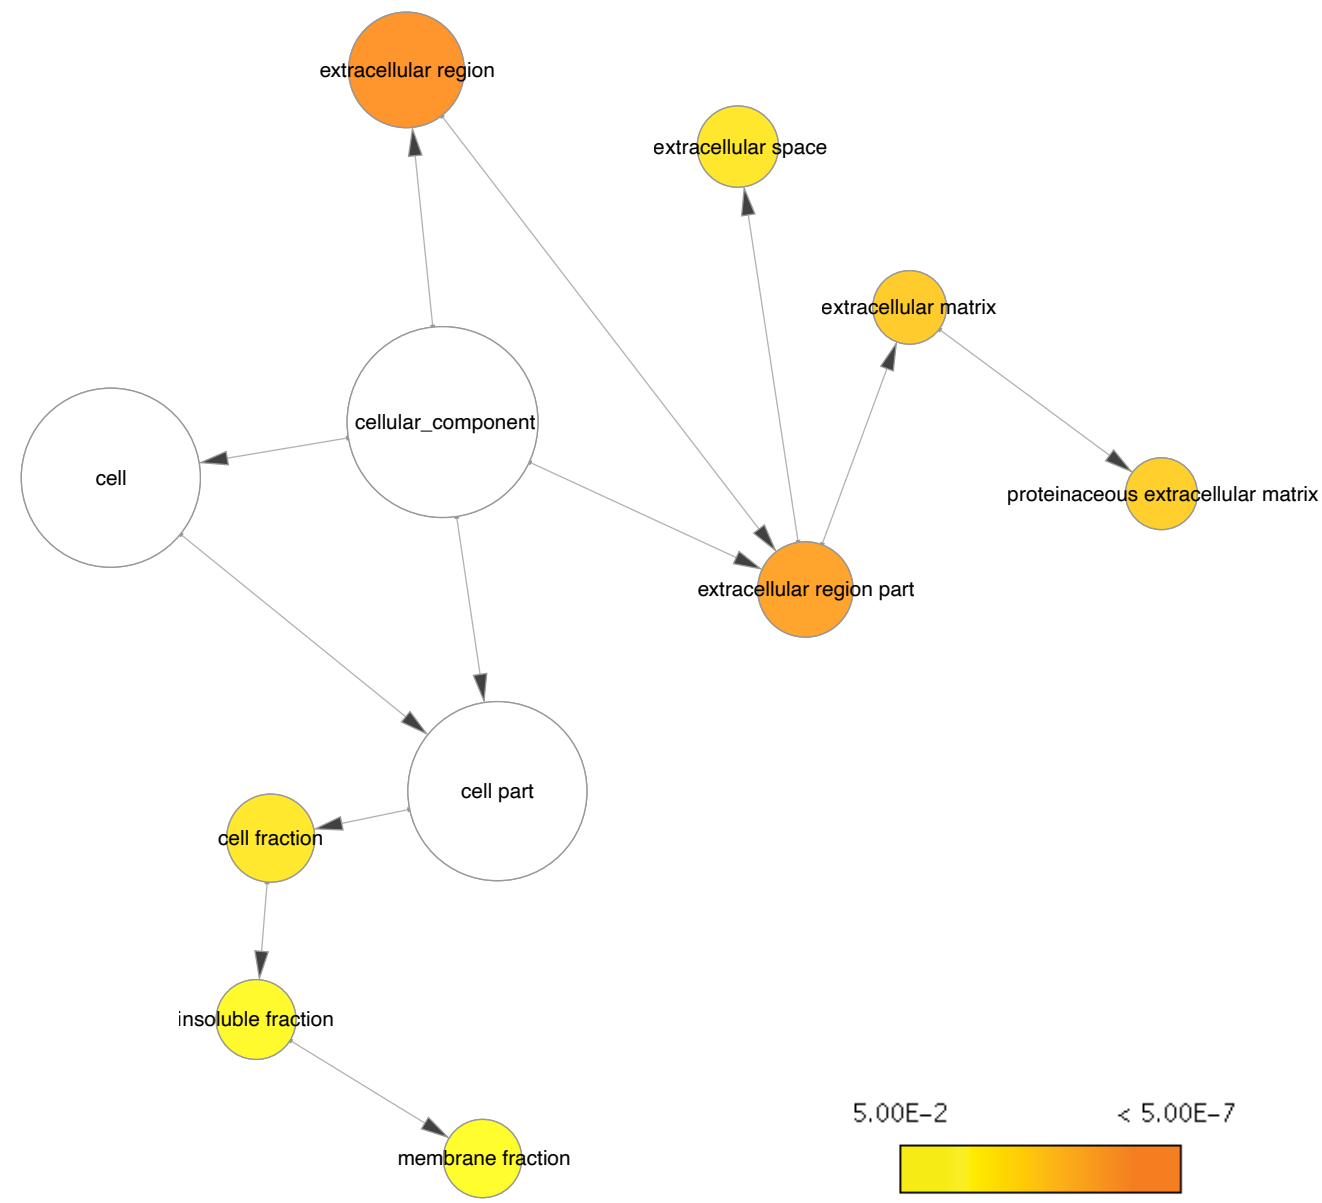 extracellular region
extracellular space
extracellular matrix
cellular_component
cell
proteinaceous extracellular matrix
extracellular region part
cell part
cell fraction
insoluble fraction
membrane fraction
5.00E-2
< 5.00E-7